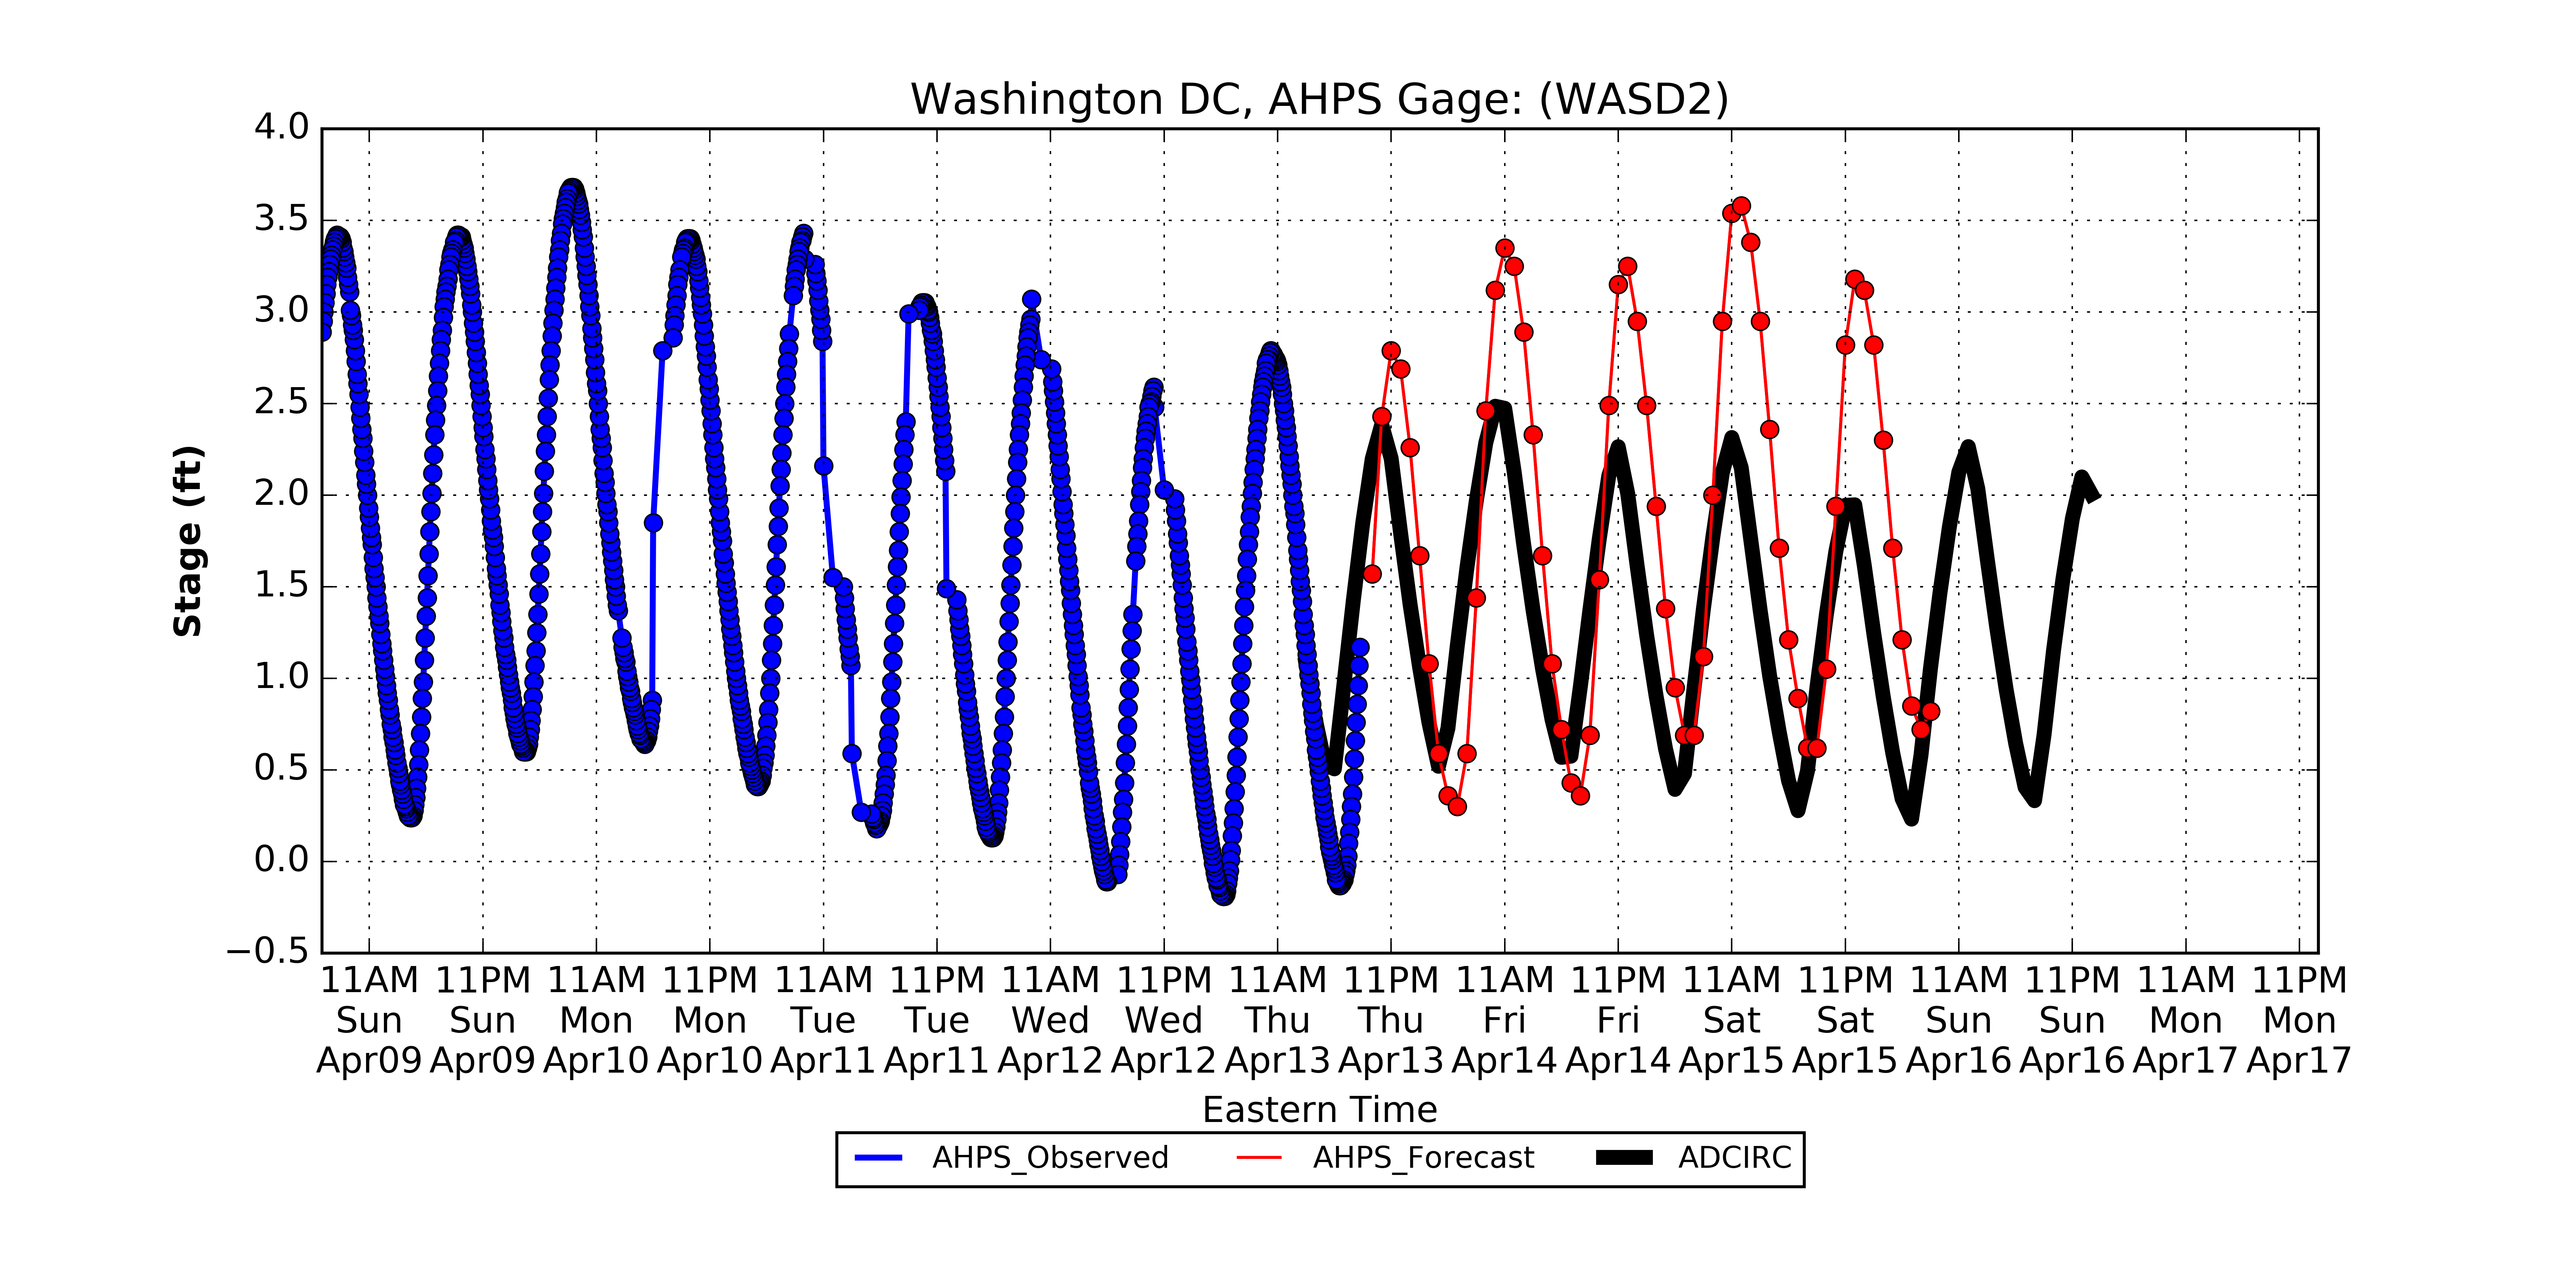 Washington DC, AHPS Gage: (WASD2)
4.0
3.5
3.0
2.5
2.0
1.5
1.0
0.5
0.0
−0.5
Stage (ft)
11AM 11PM 11AM 11PM 11AM 11PM 11AM 11PM 11AM 11PM 11AM 11PM 11AM 11PM 11AM 11PM 11AM 11PM
Sun Sun Mon Mon Tue Tue Wed Wed Thu Thu Fri Fri Sat Sat Sun Sun Mon Mon
Apr09 Apr09 Apr10 Apr10 Apr11 Apr11 Apr12 Apr12 Apr13 Apr13 Apr14 Apr14 Apr15 Apr15 Apr16 Apr16 Apr17 Apr17
Eastern Time
AHPS_Observed AHPS_Forecast ADCIRC